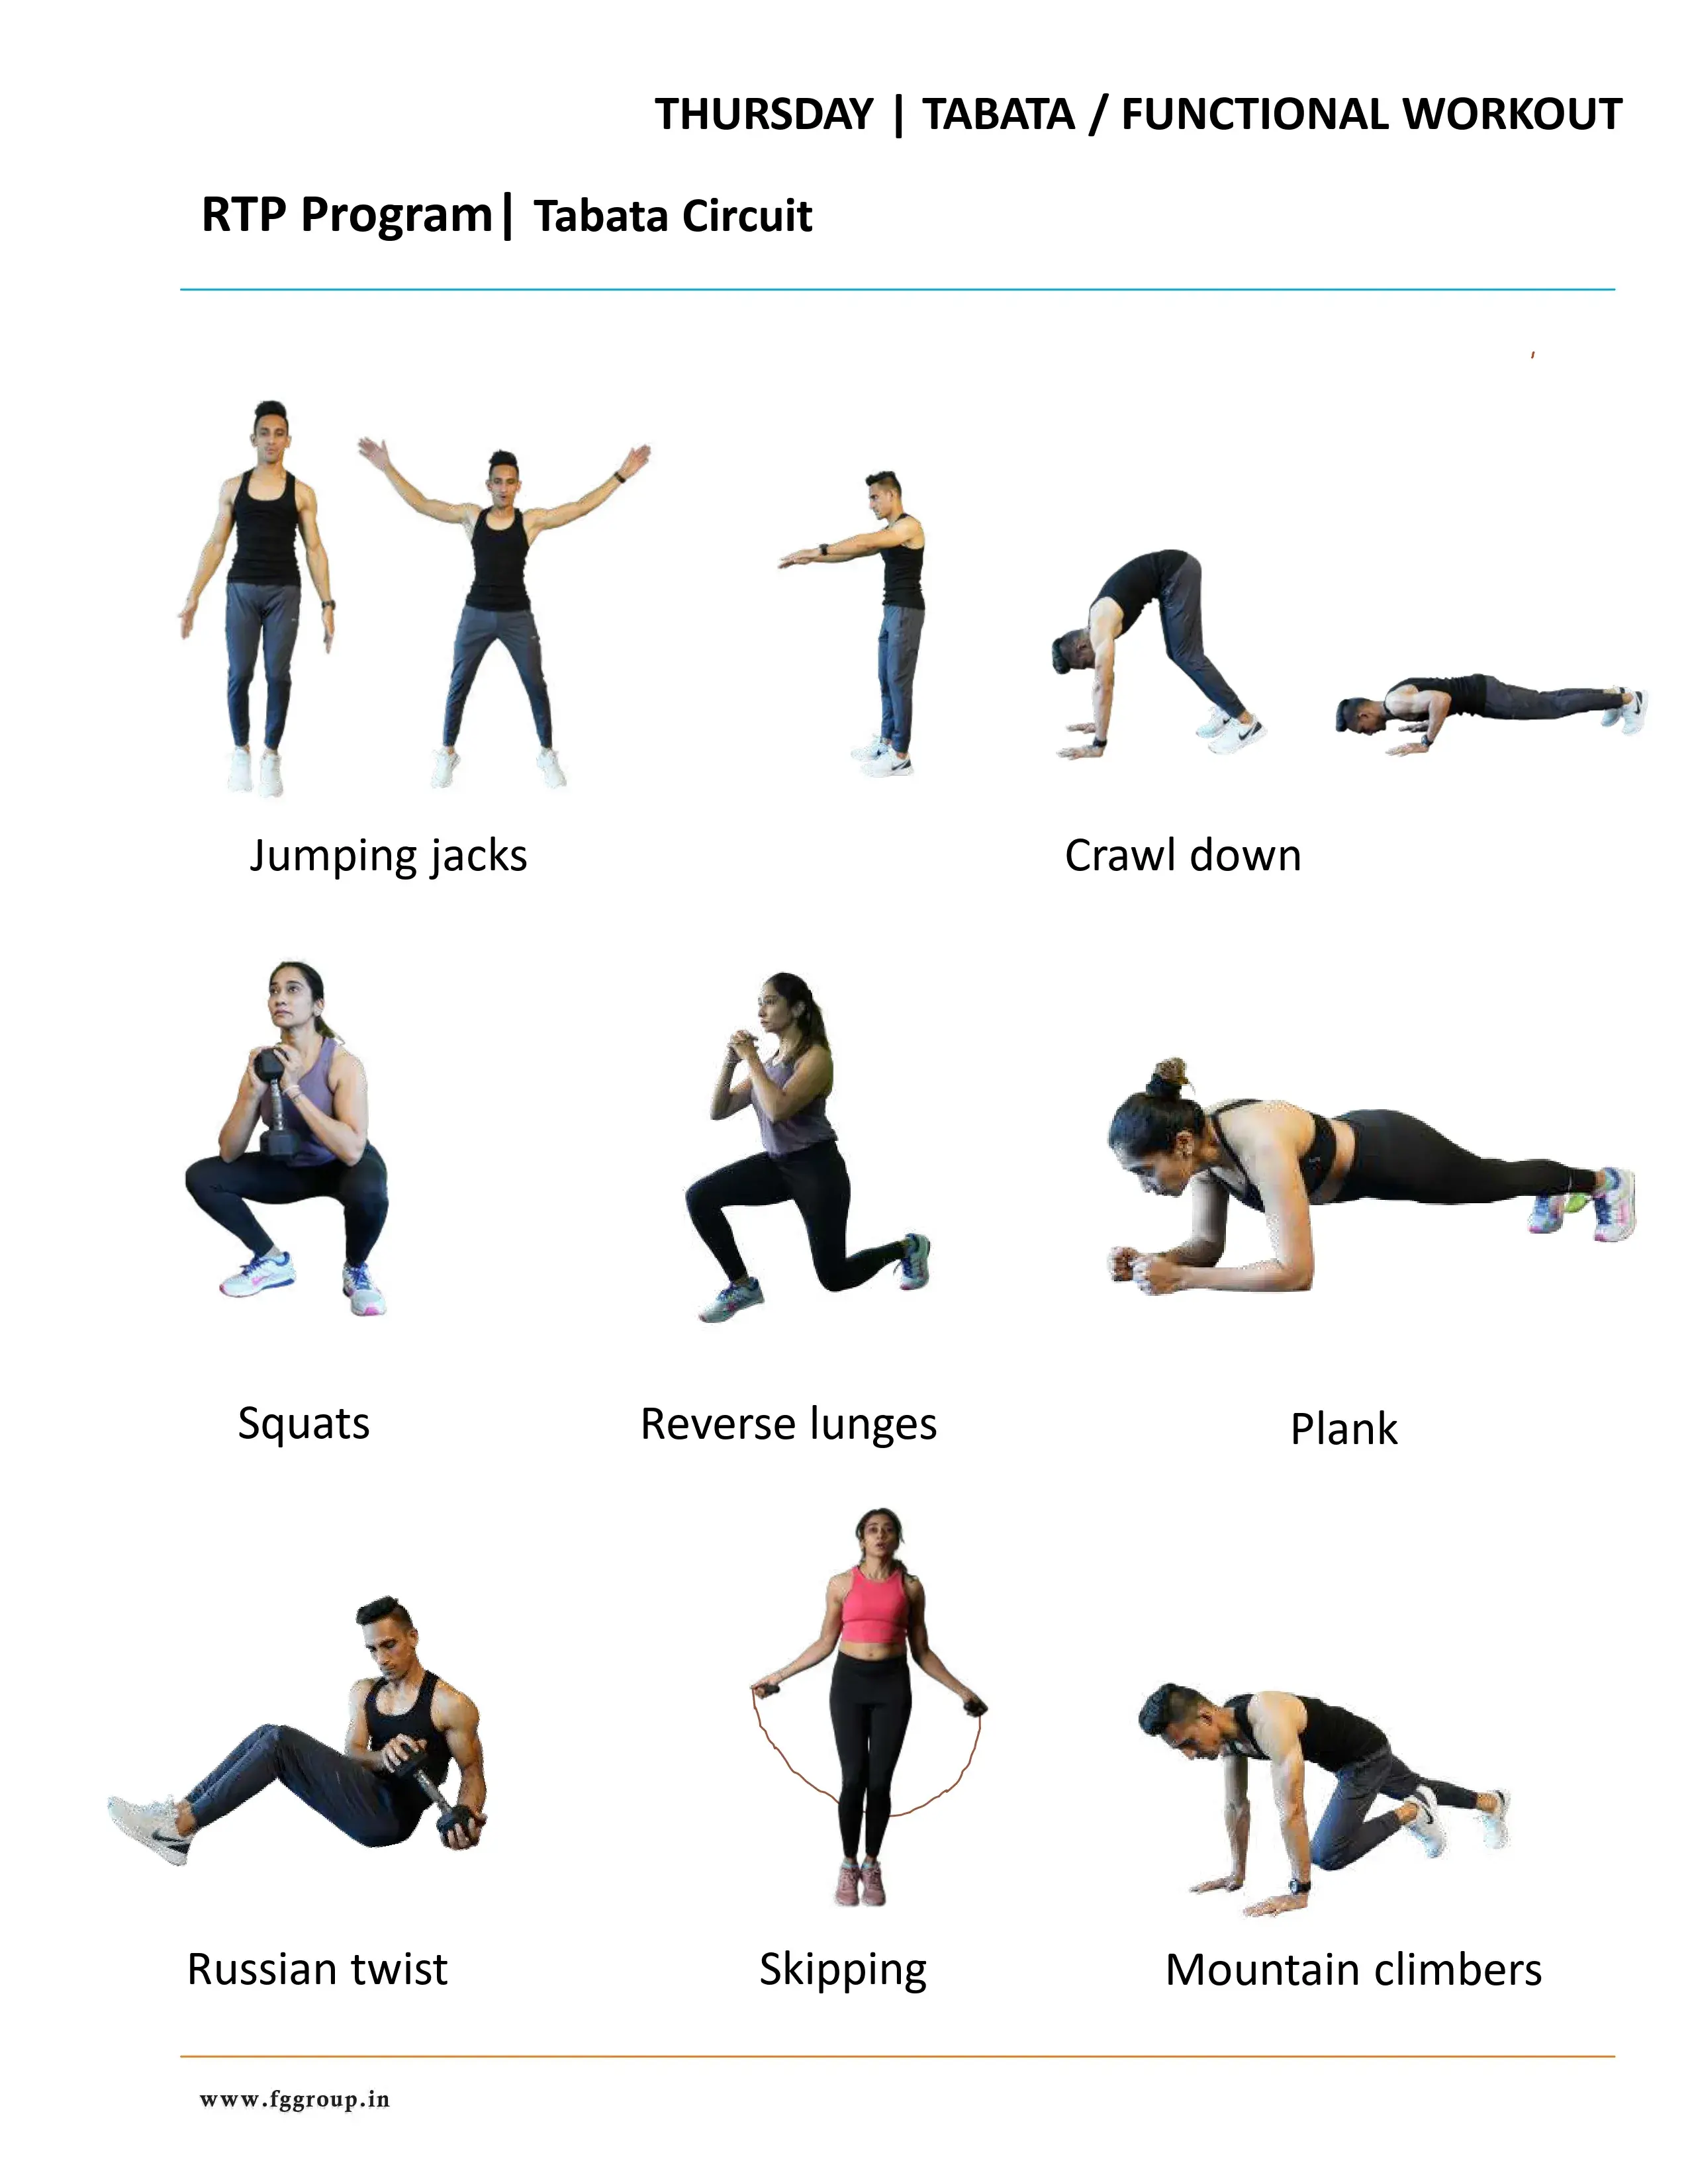 THURSDAY | TABATA / FUNCTIONAL WORKOUT
RTP Program| Tabata Circuit
Jumping jacks
Crawl down
Squats
Reverse lunges
Plank
Russian twist
Skipping
Mountain climbers
www.fggroup.in